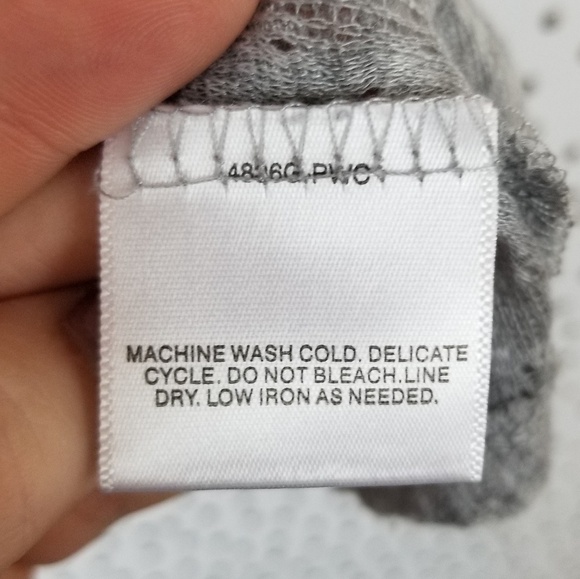 MACHINE WASH COLD. DELICATE
CYCLE. DO NOT BLEACH.LINE
DRY. LOW IRON AS NEEDED.